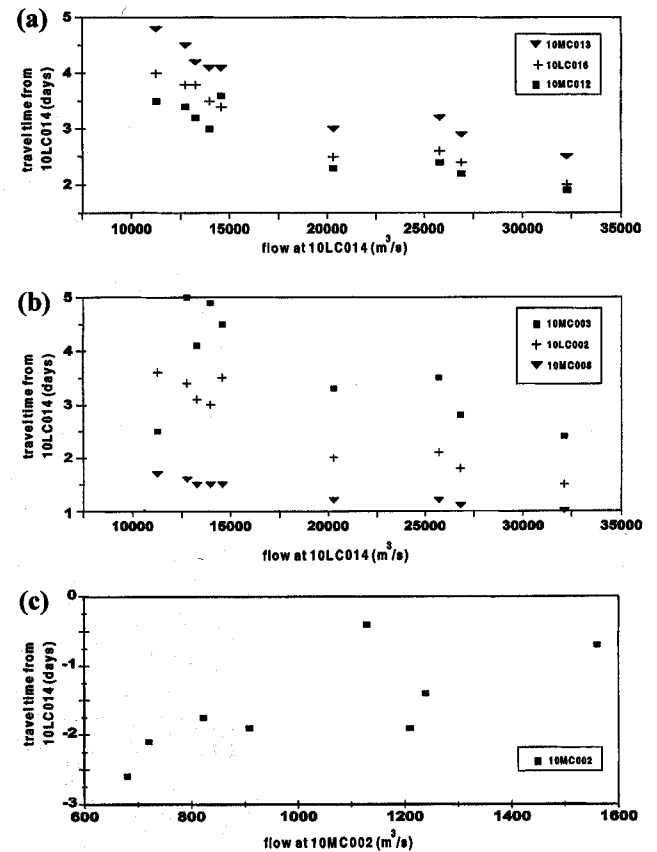 (a)
5
4
3
2
travel time from
10LC014 (days)
10MC013
10LC016
10MC012
10000 15000 20000 25000 30000 35000
flow at 10LC014 (m³/s)
(b)
5
4
3
2
1
travel time from
10LC014 (days)
10MC003
10LC002
10MC008
10000 15000 20000 25000 30000 35000
flow at 10LC014 (m³/s)
(c)
0
-1
-2
-3
travel time from
10LC014 (days)
10MC002
600 800 1000 1200 1400 1600
flow at 10MC002 (m³/s)